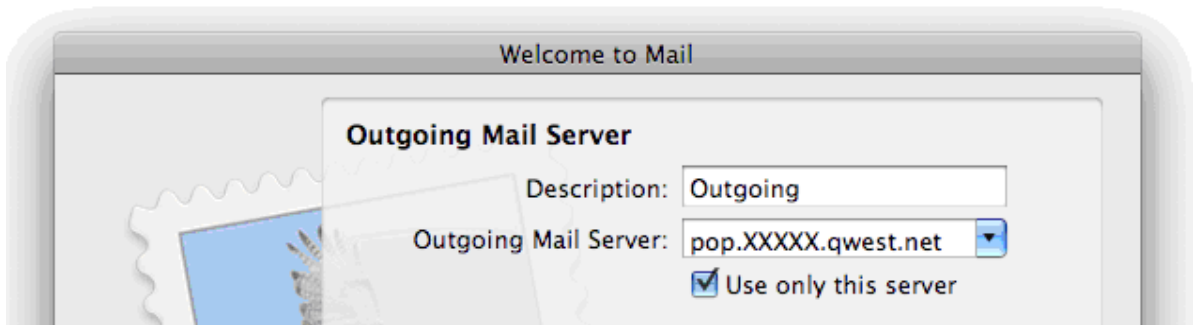 Welcome to Mail
Outgoing Mail Server
Description: Outgoing
Outgoing Mail Server: pop.XXXXX.qwest.net
Use only this server